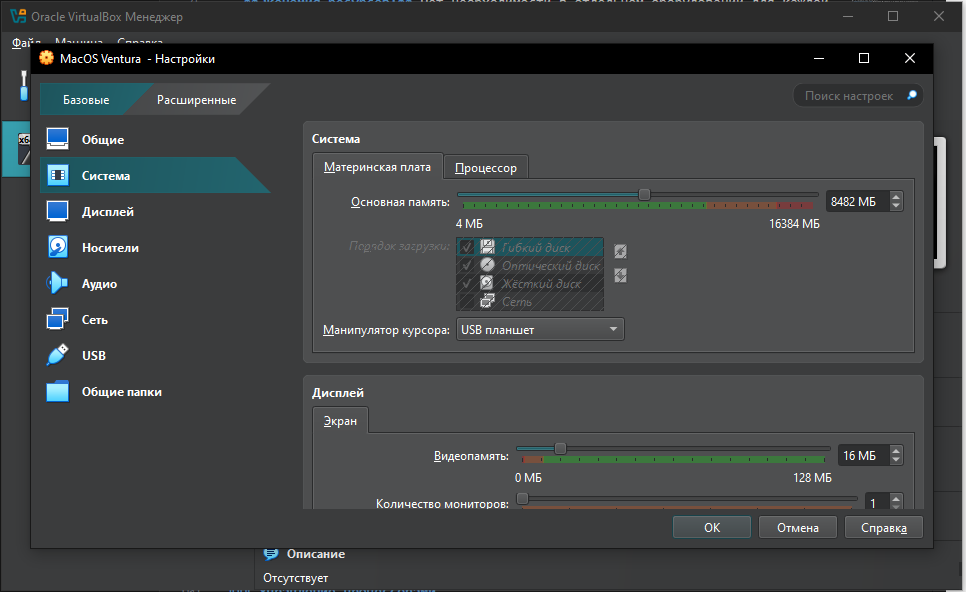 Oracle VirtualBox Менеджер
Файл Машина Справка
MacOS Ventura - Настройки
Базовые Расширенные
Поиск настроек
Общие
Система
Дисплей
Носители
Аудио
Сеть
USB
Общие папки
Система
Материнская плата Процессор
Основная память: 8482 МБ
4 МБ 16384 МБ
Порядок загрузки: Гибкий диск
Оптический диск
Жёсткий диск
Сеть
Манипулятор курсора: USB планшет
Дисплей
Экран
Видеопамять: 16 МБ
0 МБ 128 МБ
Количество мониторов: 1
OK Отмена Справка
Описание
Отсутствует